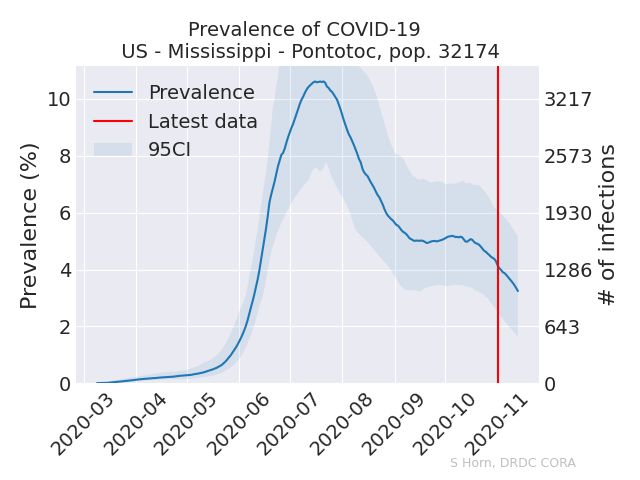 Prevalence of COVID-19
US - Mississippi - Pontotoc, pop. 32174
Prevalence
Latest data
95CI
Prevalence (%)
10
8
6
4
2
0
3217
2573
1930
1286
643
0
# of infections
2020-03
2020-04
2020-05
2020-06
2020-07
2020-08
2020-09
2020-10
2020-11
S Horn, DRDC CORA